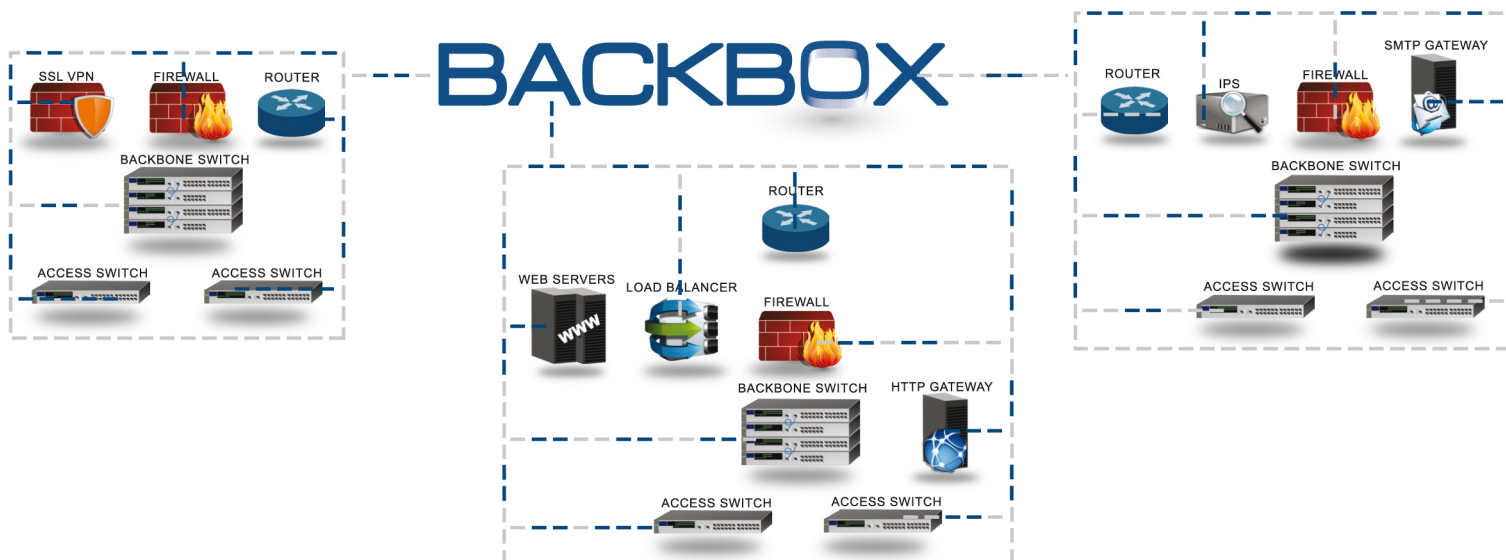 BACKBOX
SSL VPN
FIREWALL
ROUTER
BACKBONE SWITCH
ACCESS SWITCH
ACCESS SWITCH
ROUTER
WEB SERVERS
WWW
LOAD BALANCER
FIREWALL
BACKBONE SWITCH
HTTP GATEWAY
ACCESS SWITCH
ACCESS SWITCH
SMTP GATEWAY
ROUTER
IPS
FIREWALL
@
BACKBONE SWITCH
ACCESS SWITCH
ACCESS SWITCH